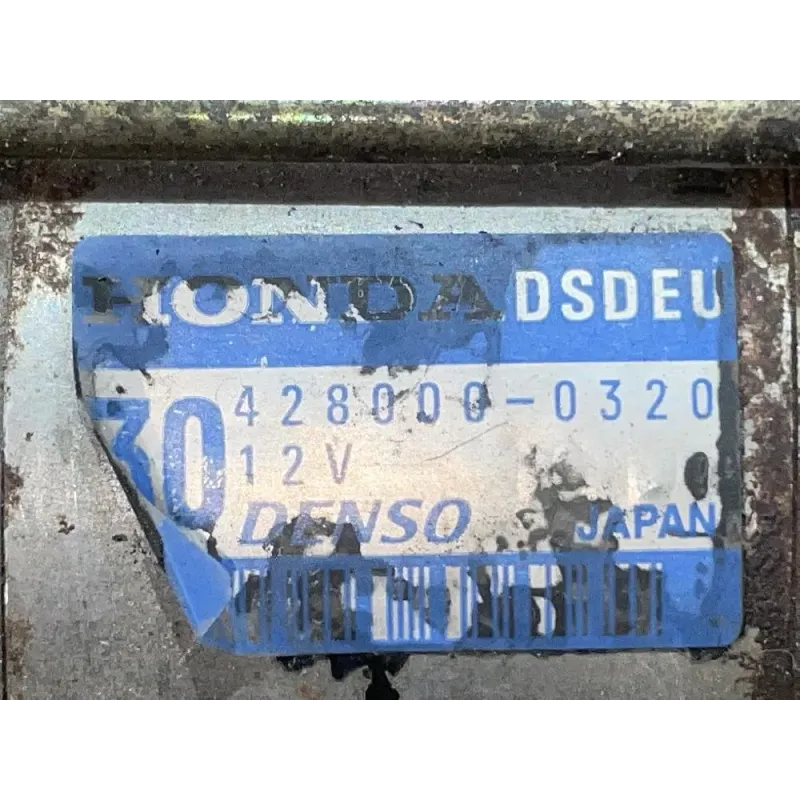 HONDA DSDEU
30 428000-0320
12V
DENSO JAPAN